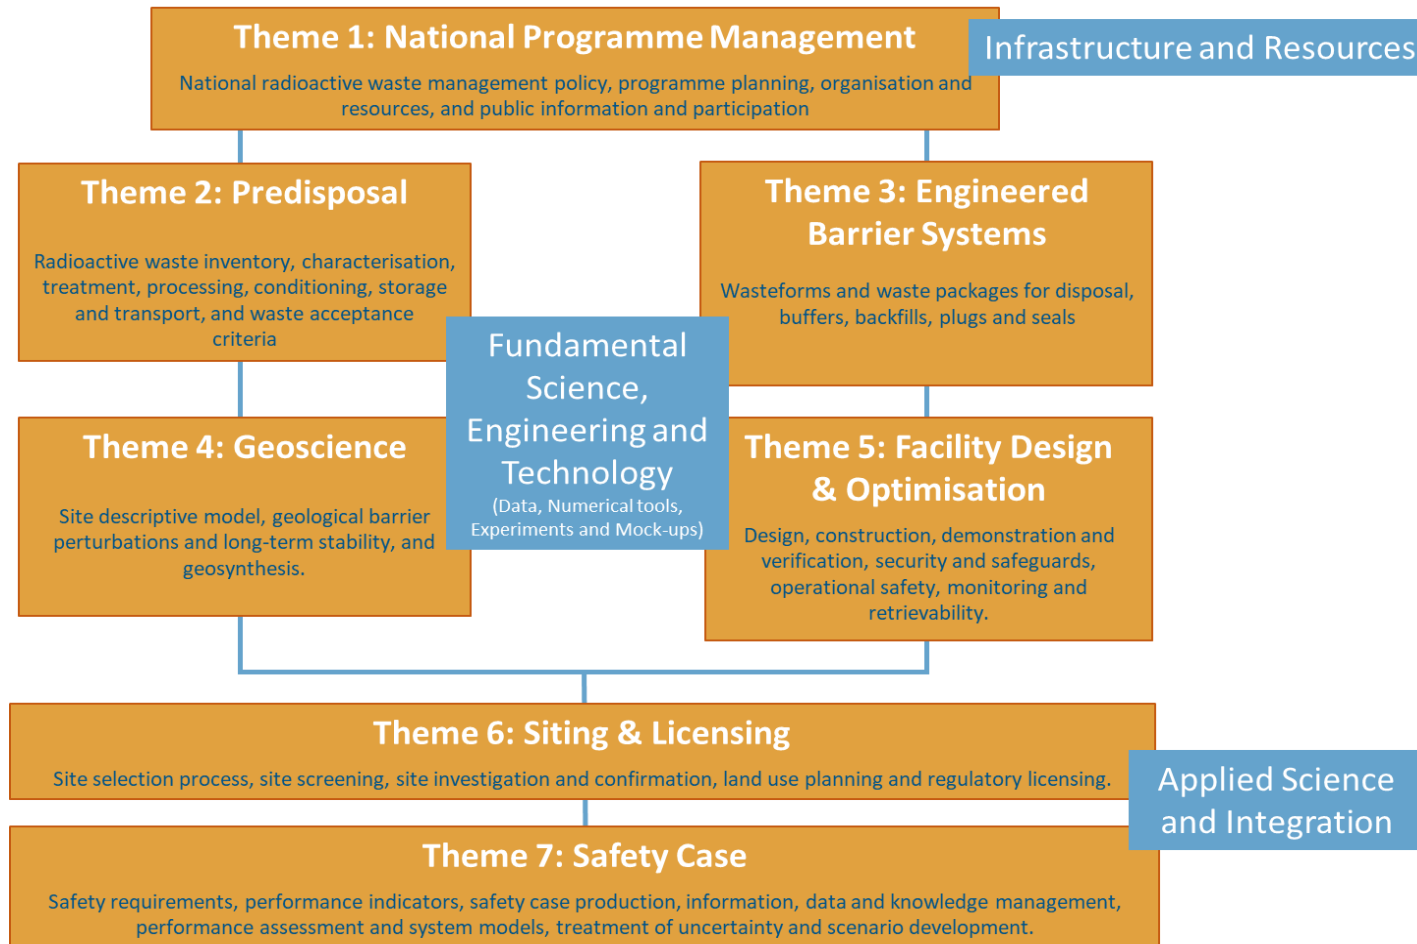 Theme 1: National Programme Management
National radioactive waste management policy, programme planning, organisation and
resources, and public information and participation
Infrastructure and Resources
Theme 2: Predisposal
Radioactive waste inventory, characterisation,
treatment, processing, conditioning, storage
and transport, and waste acceptance
criteria
Theme 3: Engineered
Barrier Systems
Wasteforms and waste packages for disposal,
buffers, backfills, plugs and seals
Fundamental
Science,
Engineering and
Technology
(Data, Numerical tools,
Experiments and Mock-ups)
Theme 4: Geoscience
Site descriptive model, geological barrier
perturbations and long-term stability, and
geosynthesis.
Theme 5: Facility Design
& Optimisation
Design, construction, demonstration and
verification, security and safeguards,
operational safety, monitoring and
retrievability.
Theme 6: Siting & Licensing
Site selection process, site screening, site investigation and confirmation, land use planning and regulatory licensing.
Applied Science
and Integration
Theme 7: Safety Case
Safety requirements, performance indicators, safety case production, information, data and knowledge management,
performance assessment and system models, treatment of uncertainty and scenario development.